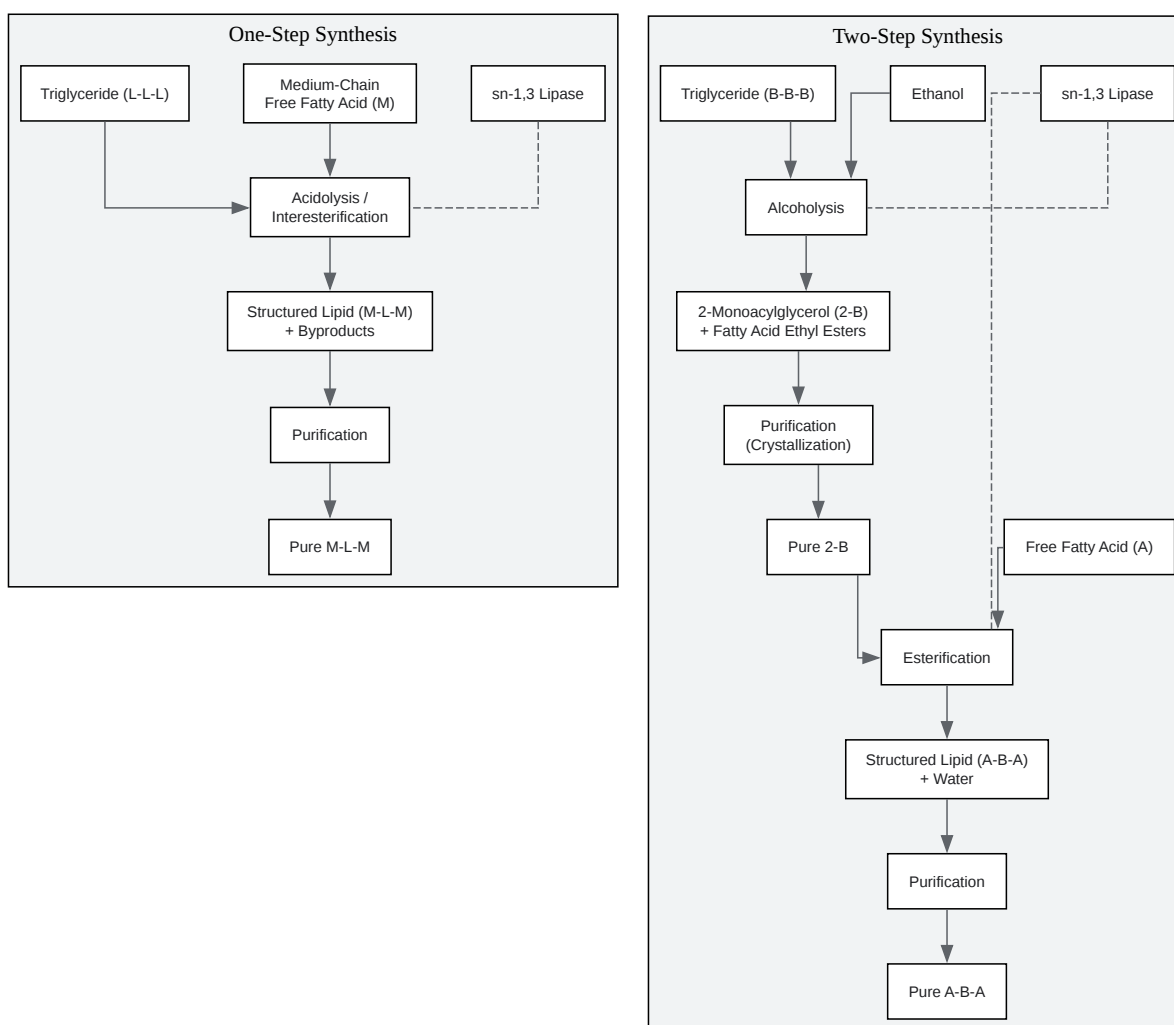 One-Step Synthesis
Triglyceride (L-L-L)
Medium-Chain
Free Fatty Acid (M)
sn-1,3 Lipase
Acidolysis /
Interesterification
Structured Lipid (M-L-M)
+ Byproducts
Purification
Pure M-L-M
Two-Step Synthesis
Triglyceride (B-B-B)
Ethanol
sn-1,3 Lipase
Alcoholysis
2-Monoacylglycerol (2-B)
+ Fatty Acid Ethyl Esters
Purification
(Crystallization)
Pure 2-B
Free Fatty Acid (A)
Esterification
Structured Lipid (A-B-A)
+ Water
Purification
Pure A-B-A